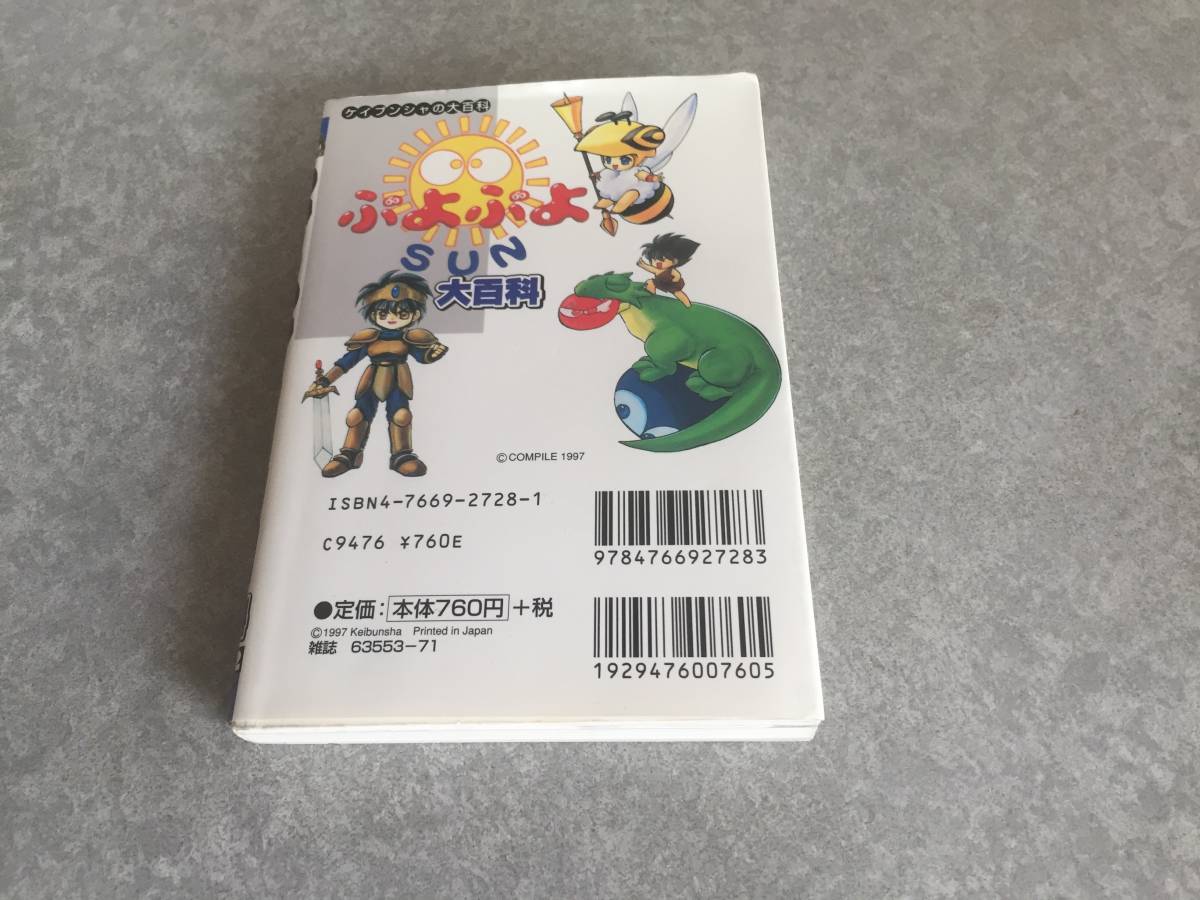 ケイブンシャの大百科
ぷよぷよ
SUN
大百科
©COMPILE 1997
ISBN4-7669-2728-1
C9476 ¥760E
9784766927283
●定価:本体760円+税
©1997 Keibunsha Printed in Japan
雑誌 63553-71
1929476007605